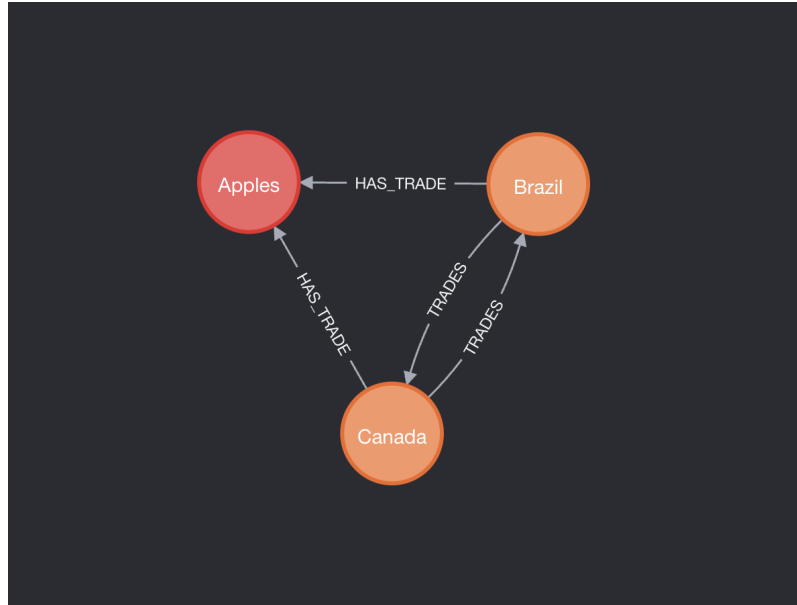 Apples
HAS_TRADE
Brazil
HAS_TRADE
TRADES
TRADES
Canada